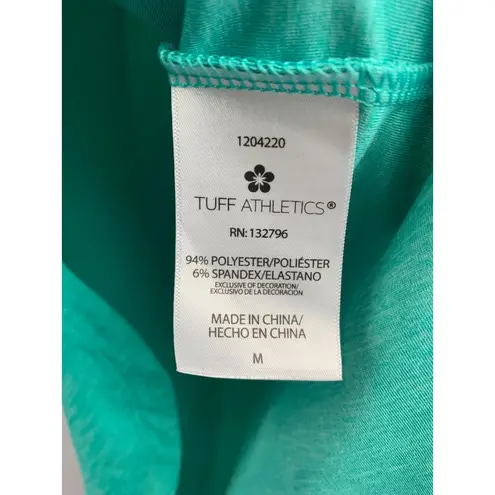 1204220
TUFF ATHLETICS®
RN: 132796
94% POLYESTER/POLIÉSTER
6% SPANDEX/ELASTANO
EXCLUSIVE OF DECORATION/
EXCLUSIVO DE LA DECORACIÓN
MADE IN CHINA/
HECHO EN CHINA
M